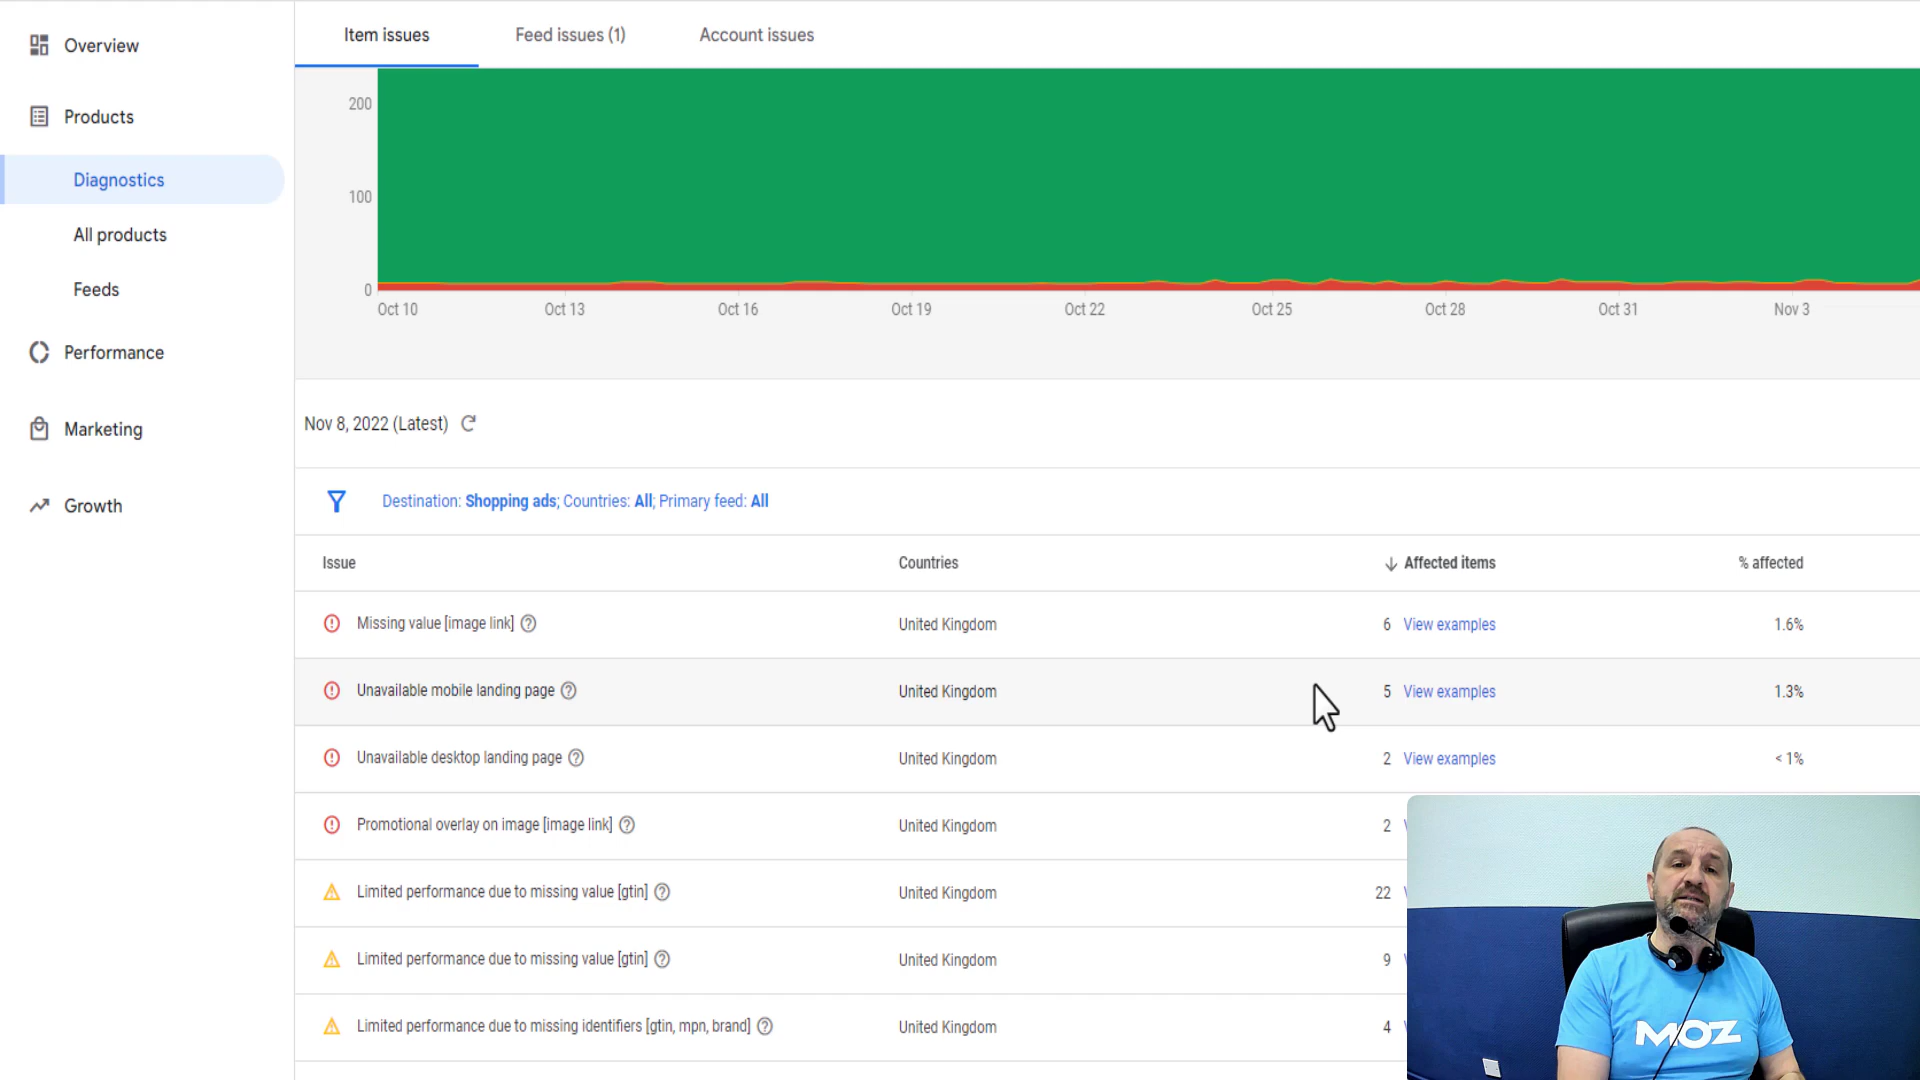 Overview
Products
Diagnostics
All products
Feeds
Performance
Marketing
Growth
Item issues
Feed issues (1)
Account issues
200
100
0
Oct 10 Oct 13 Oct 16 Oct 19 Oct 22 Oct 25 Oct 28 Oct 31 Nov 3
Nov 8, 2022 (Latest)
Destination: Shopping ads; Countries: All; Primary feed: All
Issue Countries Affected items % affected
Missing value [image link] United Kingdom 6 View examples 1.6%
Unavailable mobile landing page United Kingdom 5 View examples 1.3%
Unavailable desktop landing page United Kingdom 2 View examples < 1%
Promotional overlay on image [image link] United Kingdom 2
Limited performance due to missing value [gtin] United Kingdom 22
Limited performance due to missing value [gtin] United Kingdom 9
Limited performance due to missing identifiers [gtin, mpn, brand] United Kingdom 4
MOZ